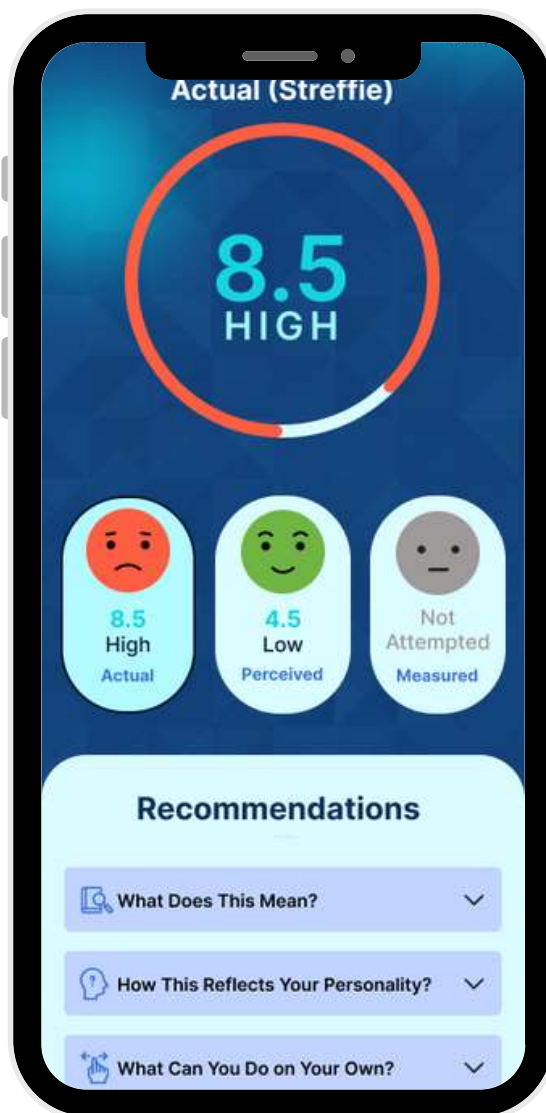 Actual (Streffie)
8.5
HIGH
8.5
High
Actual
4.5
Low
Perceived
Not
Attempted
Measured
Recommendations
What Does This Mean?
How This Reflects Your Personality?
What Can You Do on Your Own?